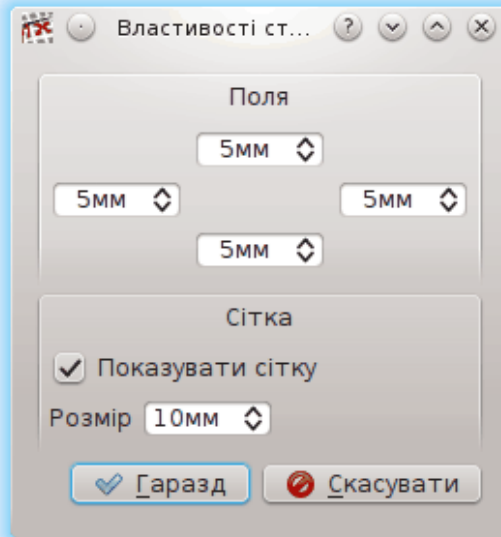 Властивості ст...
Поля
5мм
5мм 5мм
5мм
Сітка
Показувати сітку
Розмір 10мм
Гаразд Скасувати